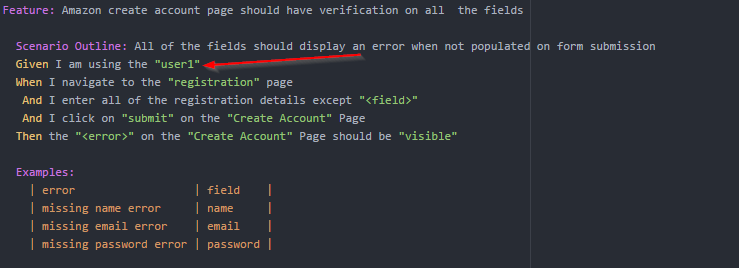 Feature: Amazon create account page should have verification on all  the fields
Scenario Outline: All of the fields should display an error when not populated on form submission
Given I am using the "user1"
When I navigate to the "registration" page
And I enter all of the registration details except "<field>"
And I click on "submit" on the "Create Account" Page
Then the "<error>" on the "Create Account" Page should be "visible"
Examples:
| error                  | field    |
| missing name error     | name     |
| missing email error    | email    |
| missing password error | password |